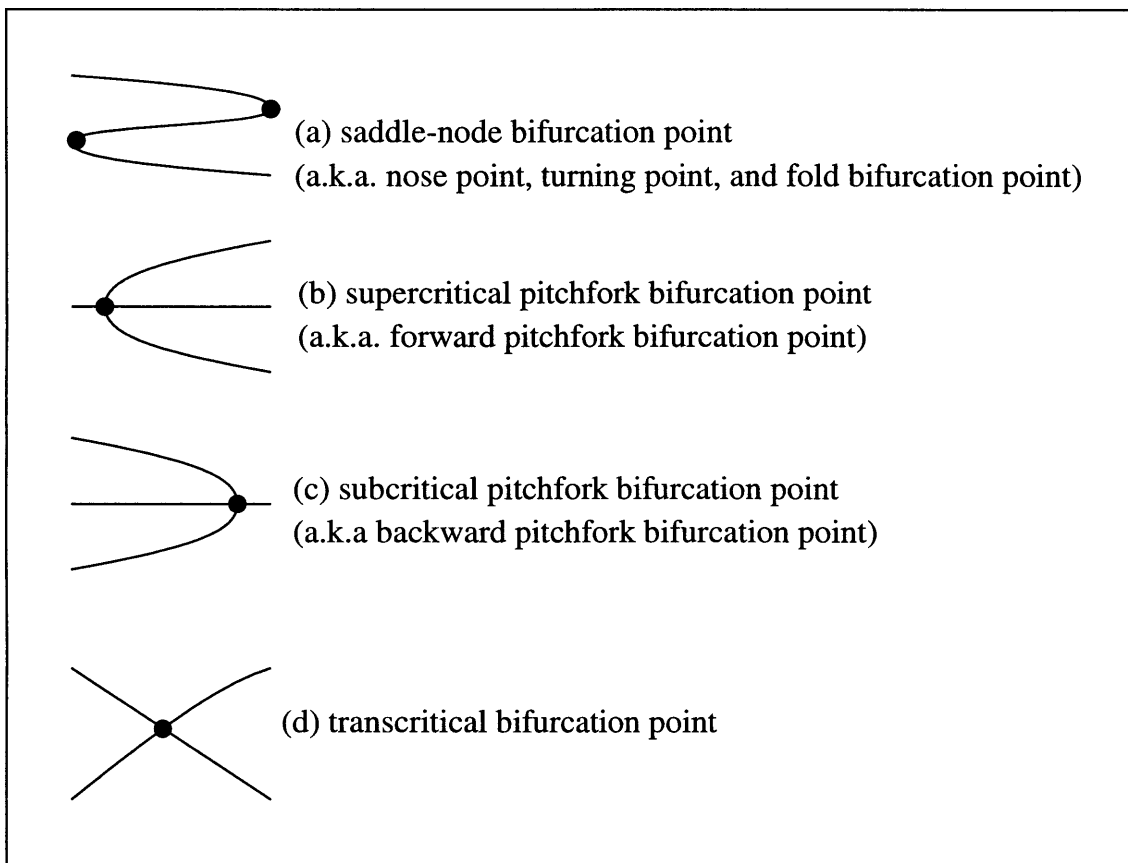 (a) saddle-node bifurcation point
(a.k.a. nose point, turning point, and fold bifurcation point)
(b) supercritical pitchfork bifurcation point
(a.k.a. forward pitchfork bifurcation point)
(c) subcritical pitchfork bifurcation point
(a.k.a backward pitchfork bifurcation point)
(d) transcritical bifurcation point